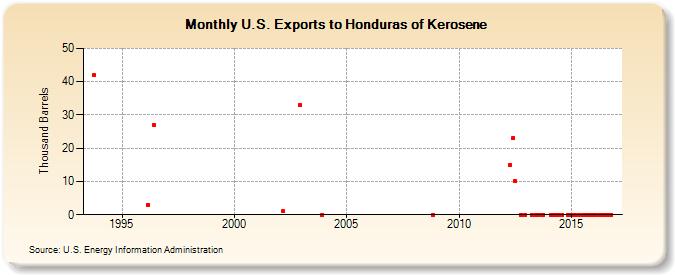 Monthly U.S. Exports to Honduras of Kerosene
Thousand Barrels
50
40
30
20
10
0
1995 2000 2005 2010 2015
Source: U.S. Energy Information Administration